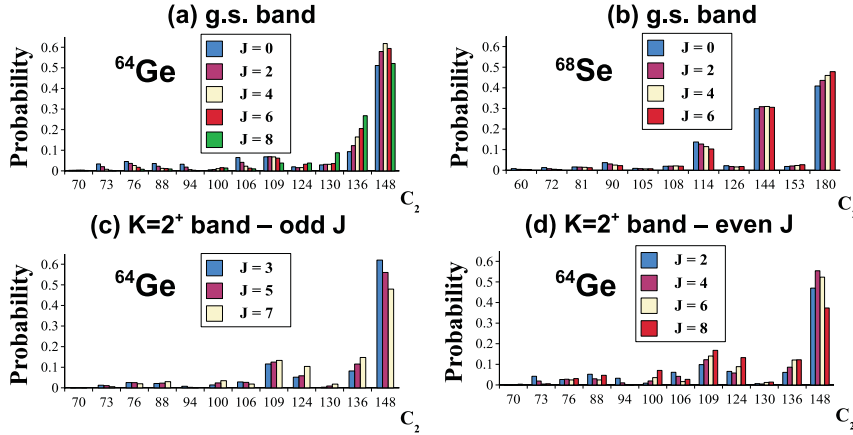 (a) g.s. band
Probability
0.6
0.5
0.4
0.3
0.2
0.1
0
64Ge
J = 0
J = 2
J = 4
J = 6
J = 8
70 73 76 88 94 100 106 109 124 130 136 148
C2
(b) g.s. band
Probability
0.6
0.5
0.4
0.3
0.2
0.1
0
68Se
J = 0
J = 2
J = 4
J = 6
60 72 81 90 105 108 114 126 144 153 180
C2
(c) K=2+ band – odd J
Probability
0.6
0.5
0.4
0.3
0.2
0.1
0
64Ge
J = 3
J = 5
J = 7
70 73 76 88 94 100 106 109 124 130 136 148
C2
(d) K=2+ band – even J
Probability
0.6
0.5
0.4
0.3
0.2
0.1
0
64Ge
J = 2
J = 4
J = 6
J = 8
70 73 76 88 94 100 106 109 124 130 136 148
C2